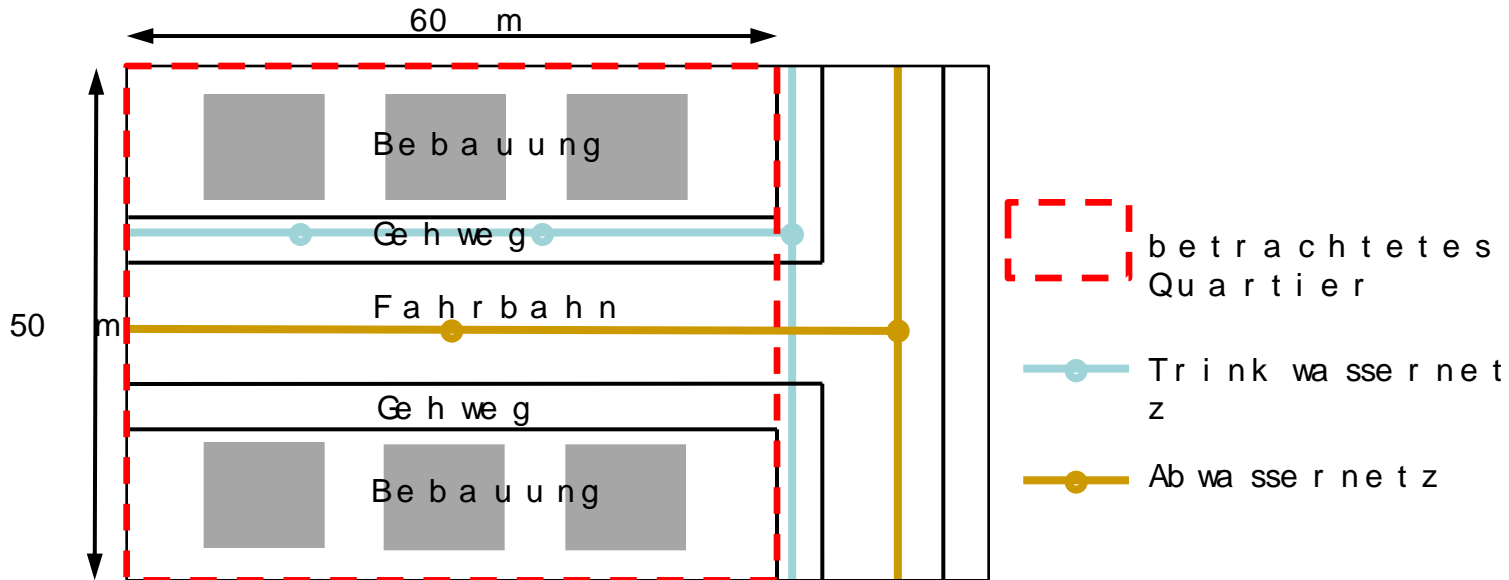 60 m
Bebauung
Gehweg
Fahrbahn
50 m
Gehweg
Bebauung
betrachtetes
Quartier
Trinkwassernet
z
Abwassernetz